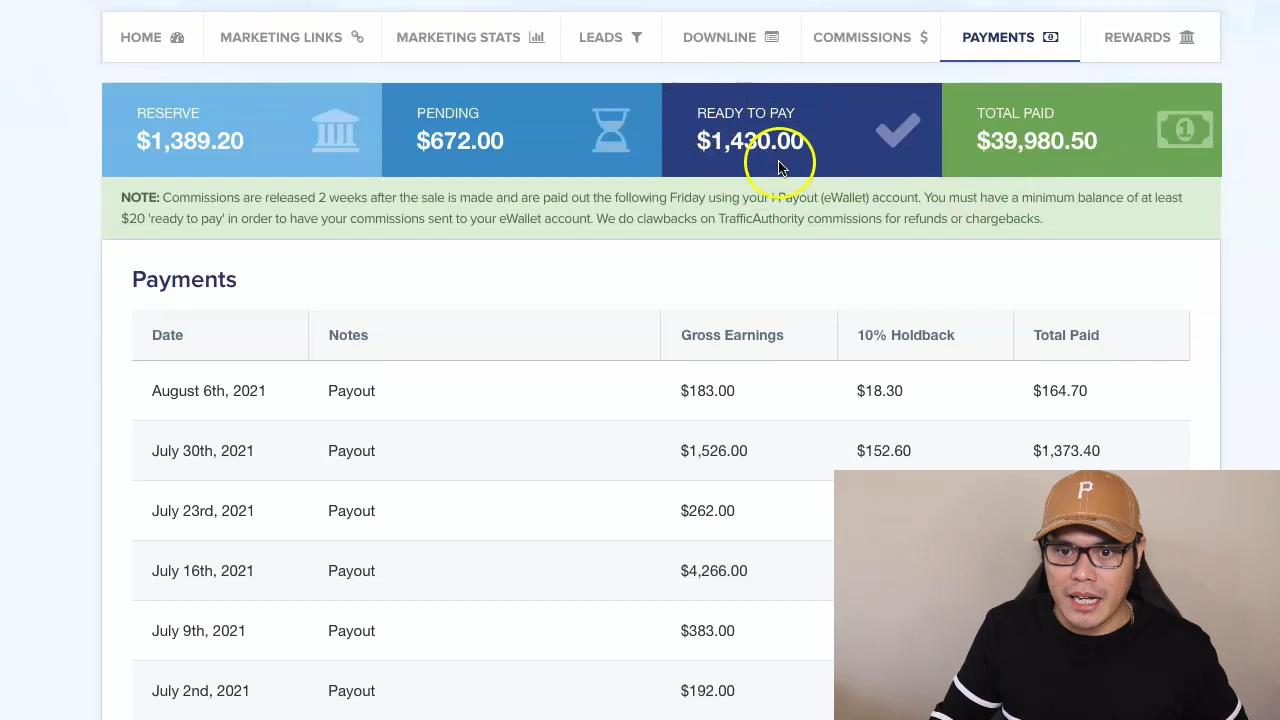 HOME MARKETING LINKS MARKETING STATS LEADS DOWNLINE COMMISSIONS $ PAYMENTS REWARDS
RESERVE PENDING READY TO PAY TOTAL PAID
$1,389.20 $672.00 $1,430.00 $39,980.50
NOTE: Commissions are released 2 weeks after the sale is made and are paid out the following Friday using your i-Payout (eWallet) account. You must have a minimum balance of at least
$20 'ready to pay' in order to have your commissions sent to your eWallet account. We do clawbacks on TrafficAuthority commissions for refunds or chargebacks.
Payments
Date Notes Gross Earnings 10% Holdback Total Paid
August 6th, 2021 Payout $183.00 $18.30 $164.70
July 30th, 2021 Payout $1,526.00 $152.60 $1,373.40
July 23rd, 2021 Payout $262.00
July 16th, 2021 Payout $4,266.00
July 9th, 2021 Payout $383.00
July 2nd, 2021 Payout $192.00
P